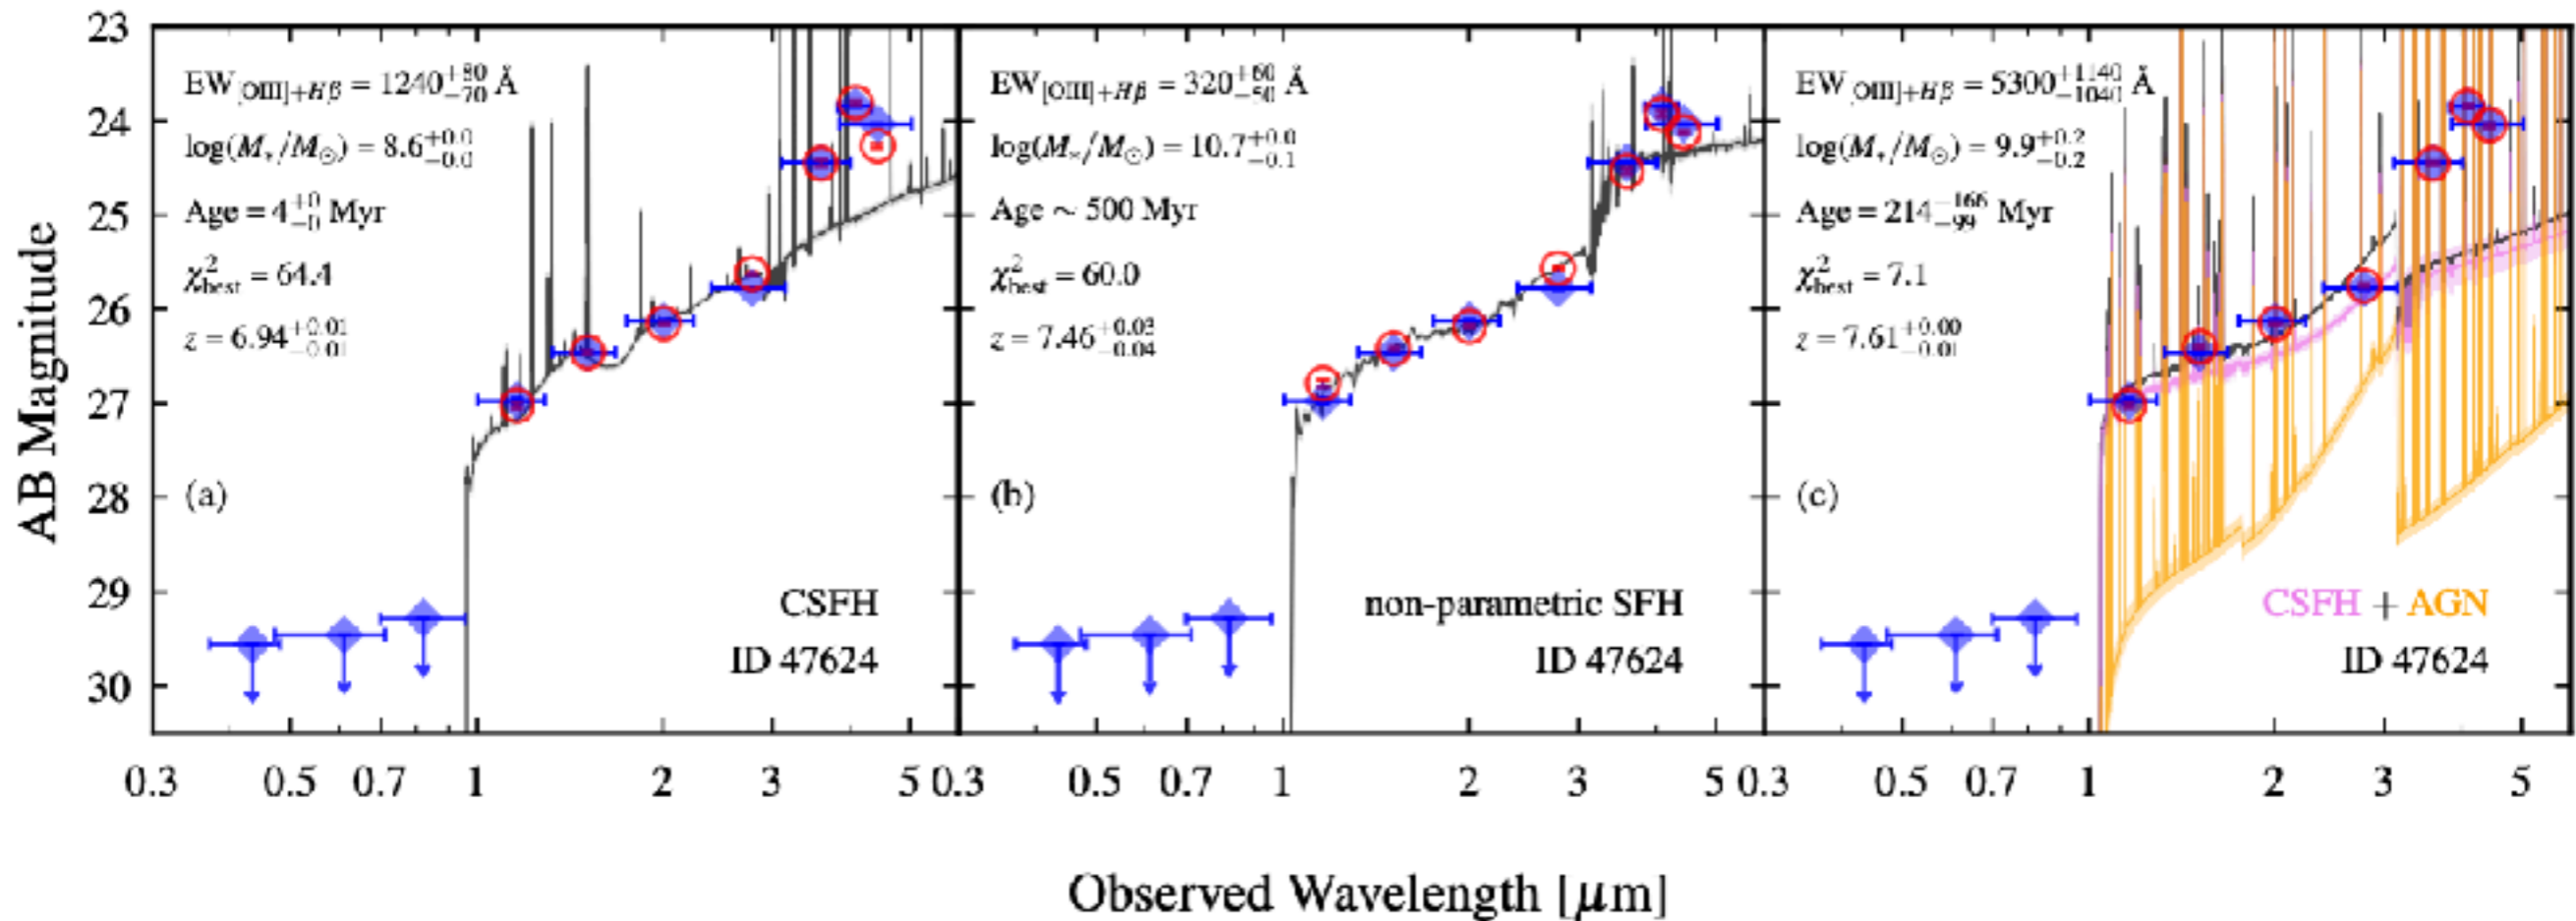 AB Magnitude
23
24
25
26
27
28
29
30
EW[OIII]+Hβ = 1240 +80 −70 Å
log(M*/M⊙) = 8.6 +0.0 −0.0
Age = 4 +0 −0 Myr
χ² best = 64.4
z = 6.94 +0.01 −0.01
(a)
CSFH
ID 47624
EW[OIII]+Hβ = 320 +60 −50 Å
log(M*/M⊙) = 10.7 +0.0 −0.1
Age ~ 500 Myr
χ² best = 60.0
z = 7.46 +0.03 −0.04
(b)
non-parametric SFH
ID 47624
EW[OIII]+Hβ = 5300 +1140 −1040 Å
log(M*/M⊙) = 9.9 +0.2 −0.2
Age = 214 −166 −99 Myr
χ² best = 7.1
z = 7.61 +0.00 −0.01
(c)
CSFH + AGN
ID 47624
0.3 0.5 0.7 1 2 3 5 0.3 0.5 0.7 1 2 3 5 0.3 0.5 0.7 1 2 3 5
Observed Wavelength [μm]